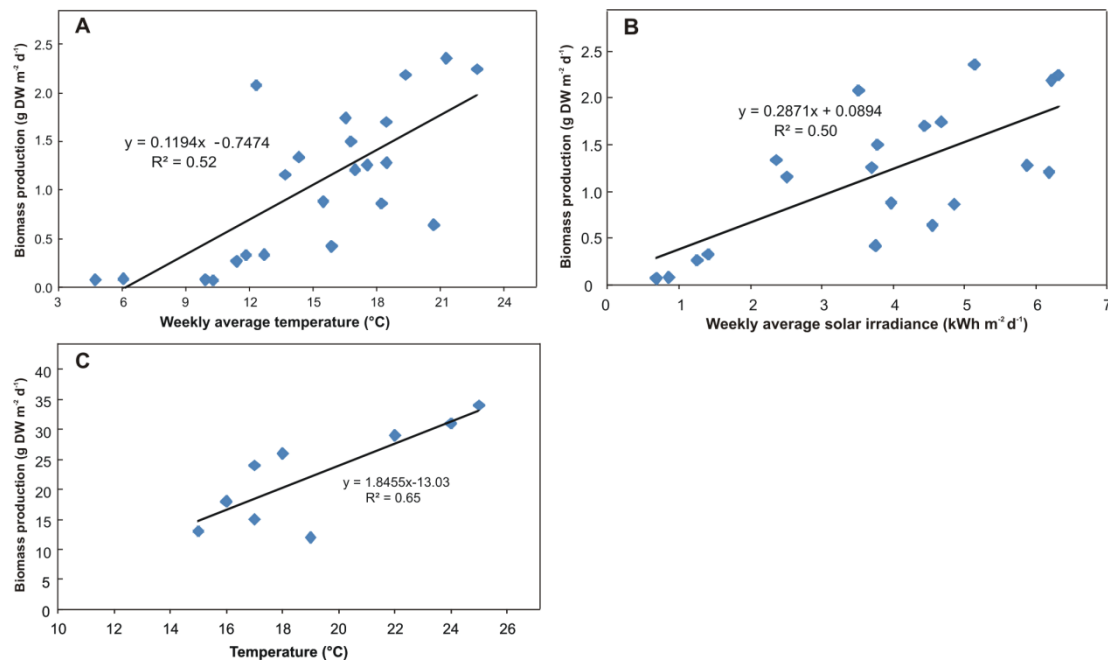 A
Biomass production (g DW m⁻² d⁻¹)
2.5
2.0
1.5
1.0
0.5
0.0
y = 0.1194x - 0.7474
R² = 0.52
3 6 9 12 15 18 21 24
Weekly average temperature (°C)
B
Biomass production (g DW m⁻² d⁻¹)
2.5
2.0
1.5
1.0
0.5
0.0
y = 0.2871x + 0.0894
R² = 0.50
0 1 2 3 4 5 6 7
Weekly average solar irradiance (kWh m⁻² d⁻¹)
C
Biomass production (g DW m⁻² d⁻¹)
40
35
30
25
20
15
10
5
0
y = 1.8455x-13.03
R² = 0.65
10 12 14 16 18 20 22 24 26
Temperature (°C)